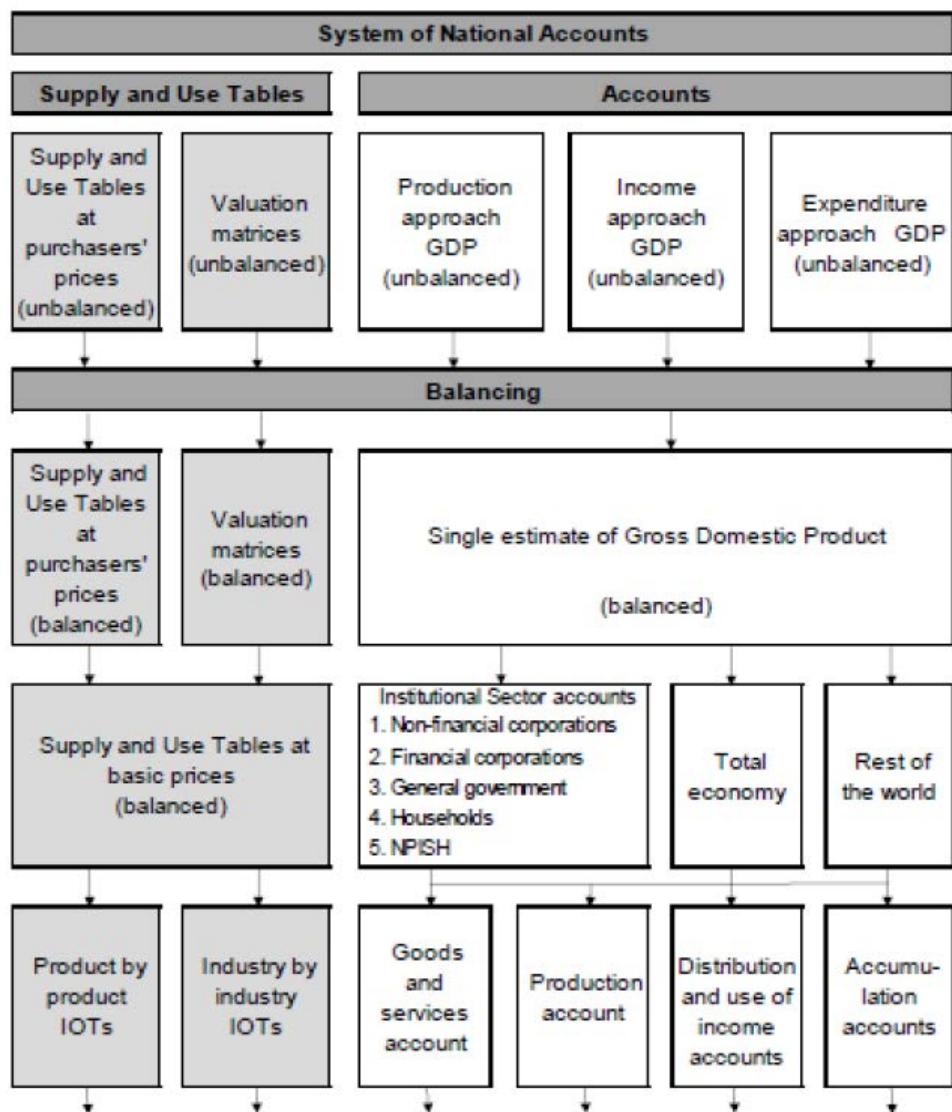 System of National Accounts
Supply and Use Tables
Accounts
Supply and
Use Tables
at
purchasers'
prices
(unbalanced)
Valuation
matrices
(unbalanced)
Production
approach
GDP
(unbalanced)
Income
approach
GDP
(unbalanced)
Expenditure
approach GDP
(unbalanced)
Balancing
Supply and
Use Tables
at
purchasers'
prices
(balanced)
Valuation
matrices
(balanced)
Single estimate of Gross Domestic Product
(balanced)
Supply and Use Tables at
basic prices
(balanced)
Institutional Sector accounts
1. Non-financial corporations
2. Financial corporations
3. General government
4. Households
5. NPISH
Total
economy
Rest of
the world
Product by
product
IOTs
Industry by
industry
IOTs
Goods
and
services
account
Production
account
Distribution
and use of
income
accounts
Accumu-
lation
accounts